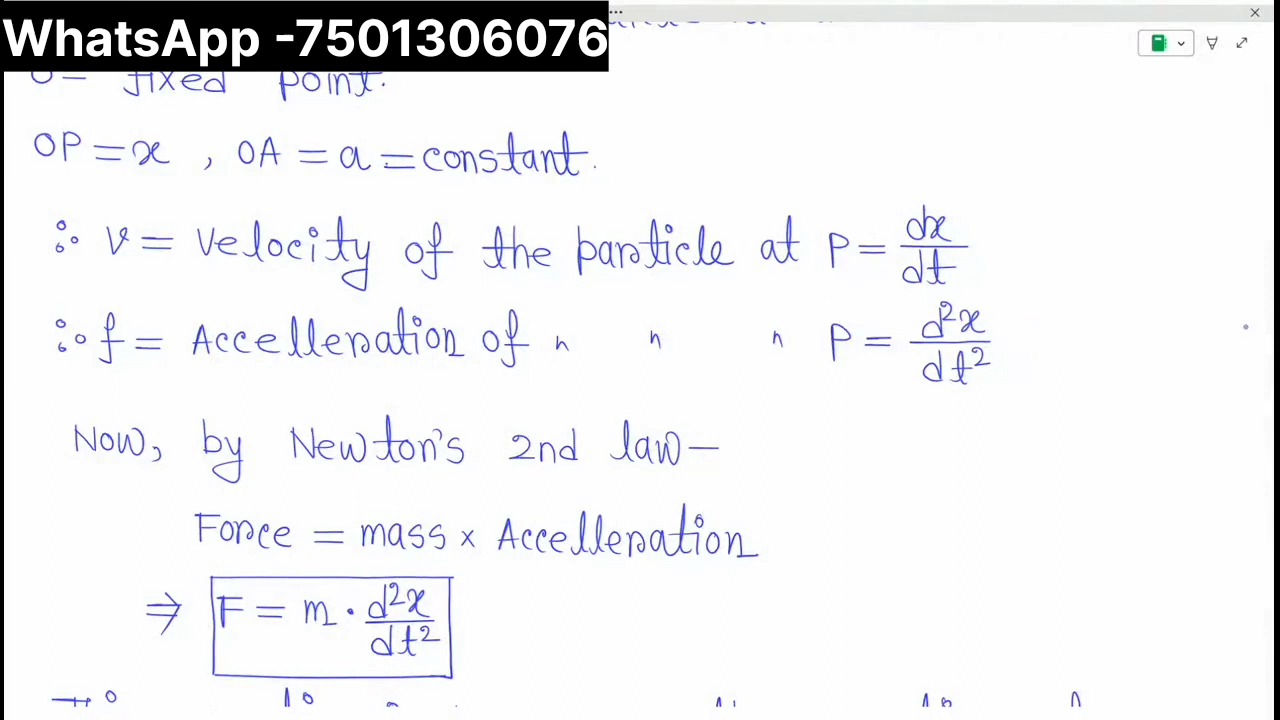 WhatsApp -7501306076
O- fixed point.
OP = x , OA = a = constant.
∴ v = velocity of the particle at P = dx/dt
∴ f = Accelleration of " " " P = d²x/dt²
Now, by Newton's 2nd law-
Force = mass × Accelleration
⇒ F = m · d²x/dt²